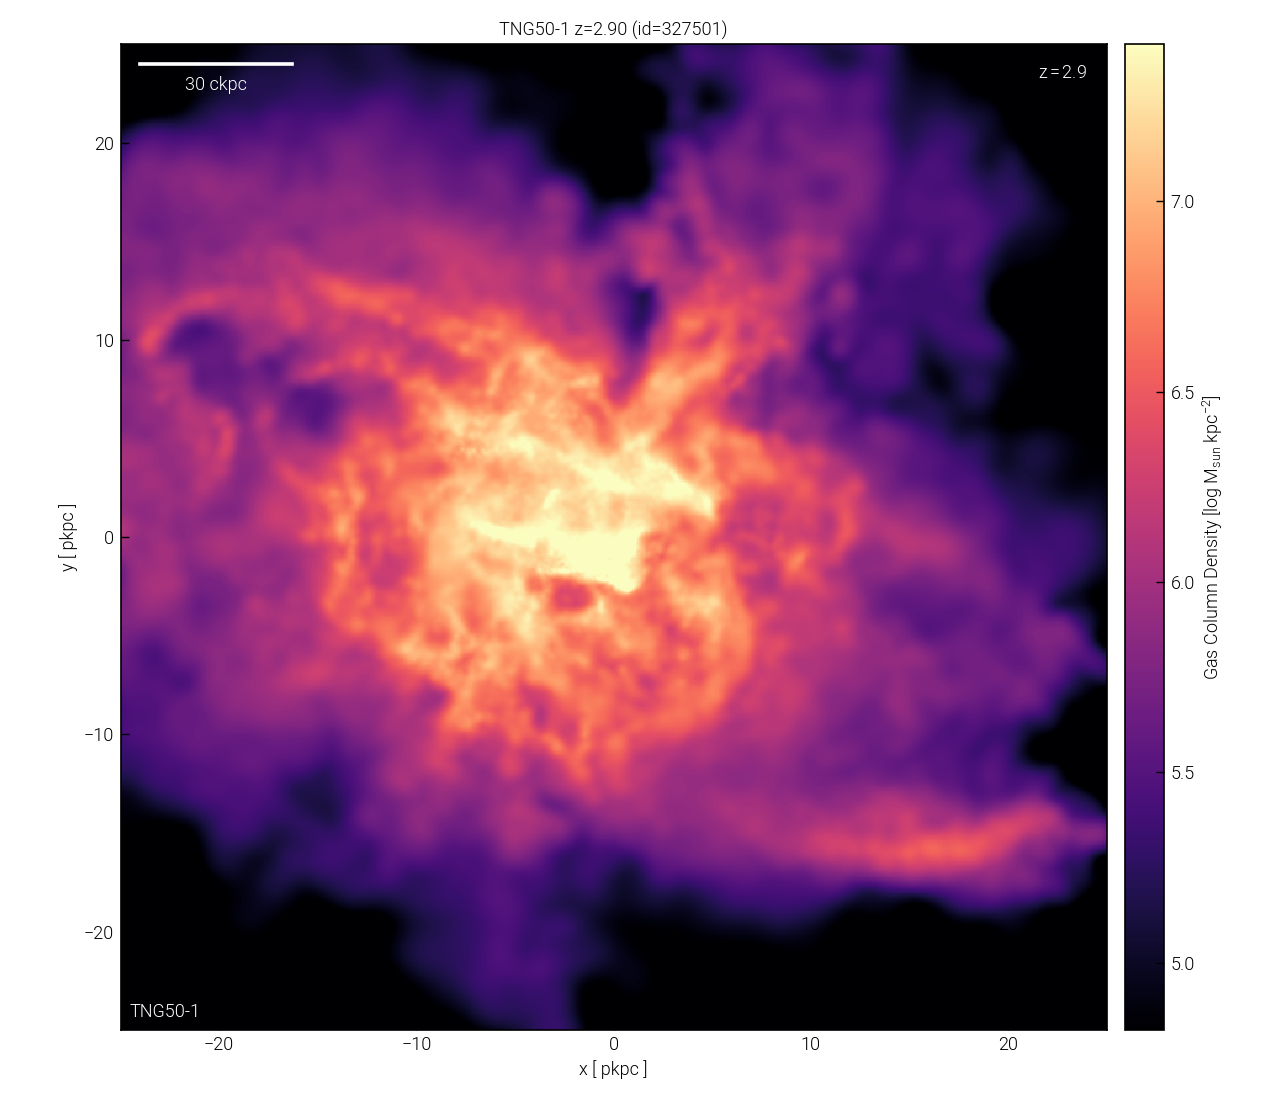 TNG50-1 z=2.90 (id=327501)
30 ckpc
z=2.9
20
10
0
−10
−20
y [ pkpc ]
TNG50-1
−20
−10
0
10
20
x [ pkpc ]
7.0
6.5
6.0
5.5
5.0
Gas Column Density [log M_sun kpc⁻²]